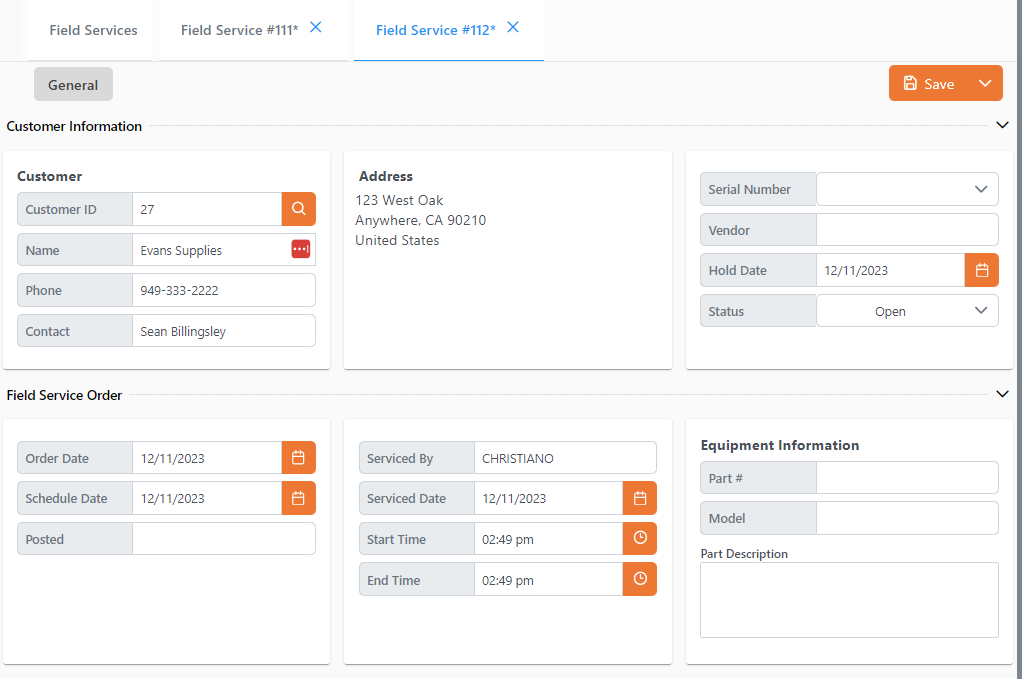 Field Services
Field Service #111*
Field Service #112*
General
Save
Customer Information
Customer
Customer ID 27
Name Evans Supplies
Phone 949-333-2222
Contact Sean Billingsley
Address
123 West Oak
Anywhere, CA 90210
United States
Serial Number
Vendor
Hold Date 12/11/2023
Status Open
Field Service Order
Order Date 12/11/2023
Schedule Date 12/11/2023
Posted
Serviced By CHRISTIANO
Serviced Date 12/11/2023
Start Time 02:49 pm
End Time 02:49 pm
Equipment Information
Part #
Model
Part Description